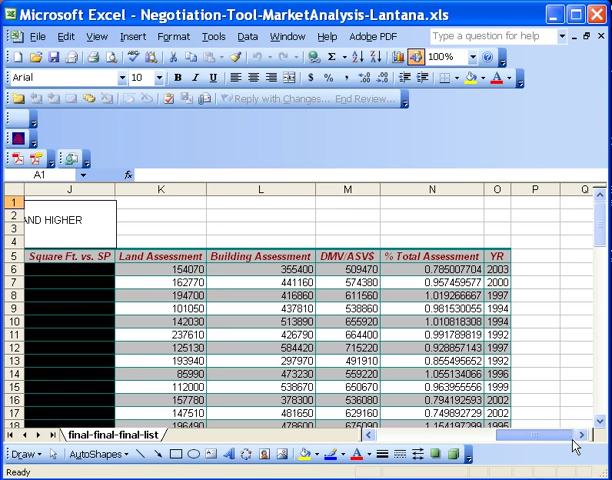 Microsoft Excel - Negotiation-Tool-MarketAnalysis-Lantana.xls
File Edit View Insert Format Tools Data Window Help Adobe PDF Type a question for help
100%
Arial 10 B I U $ % ,
Reply with Changes... End Review...
A1 fx
J K L M N O P Q
1
2 AND HIGHER
3
4
5 Square Ft. vs. SP Land Assessment Building Assessment DMV/ASV$ % Total Assessment YR
6 154070 355400 509470 0.785007704 2003
7 162770 441160 574380 0.957459577 2000
8 194700 416860 611560 1.019266667 1997
9 101050 437810 538860 0.981530055 1994
10 142030 513890 655920 1.010818308 1994
11 237610 426790 664400 0.991789819 1992
12 125130 584420 715220 0.928857143 1997
13 193940 297970 491910 0.855495652 1992
14 85990 473230 559220 1.055134066 1996
15 112000 538670 650670 0.963955556 1999
16 157780 378300 536080 0.794192593 2002
17 147510 481650 629160 0.749892729 2002
18 196490 478600 675090 1.154197299 1995
final-final-final-list
Draw AutoShapes
Ready